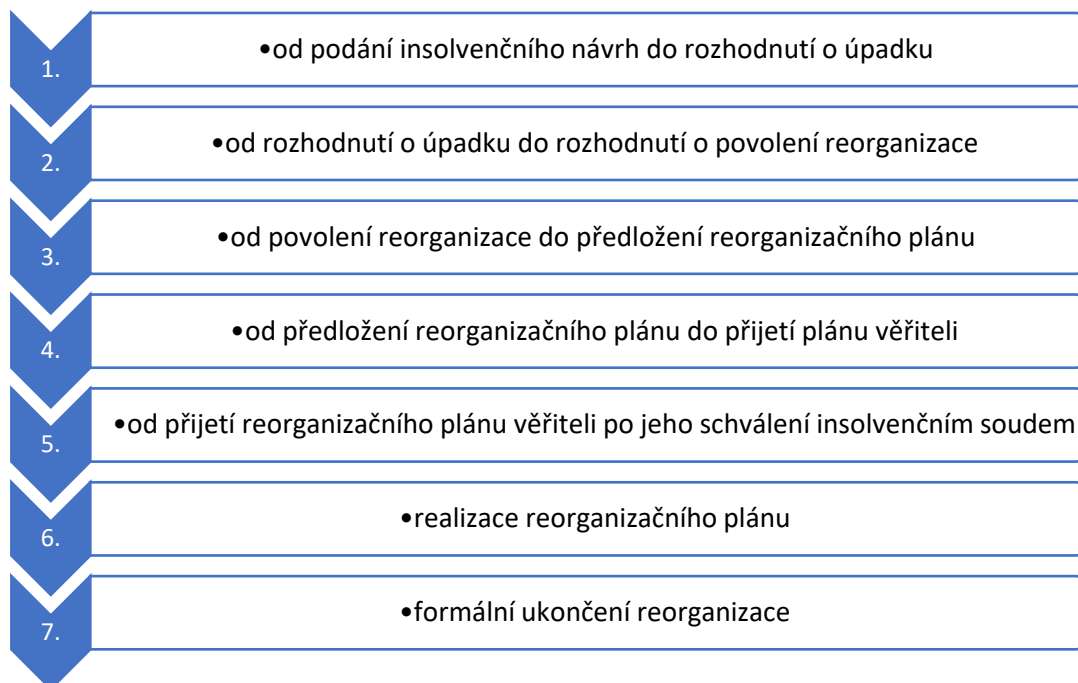 1. •od podání insolvenčního návrh do rozhodnutí o úpadku
2. •od rozhodnutí o úpadku do rozhodnutí o povolení reorganizace
3. •od povolení reorganizace do předložení reorganizačního plánu
4. •od předložení reorganizačního plánu do přijetí plánu věřiteli
5. •od přijetí reorganizačního plánu věřiteli po jeho schválení insolvenčním soudem
6. •realizace reorganizačního plánu
7. •formální ukončení reorganizace